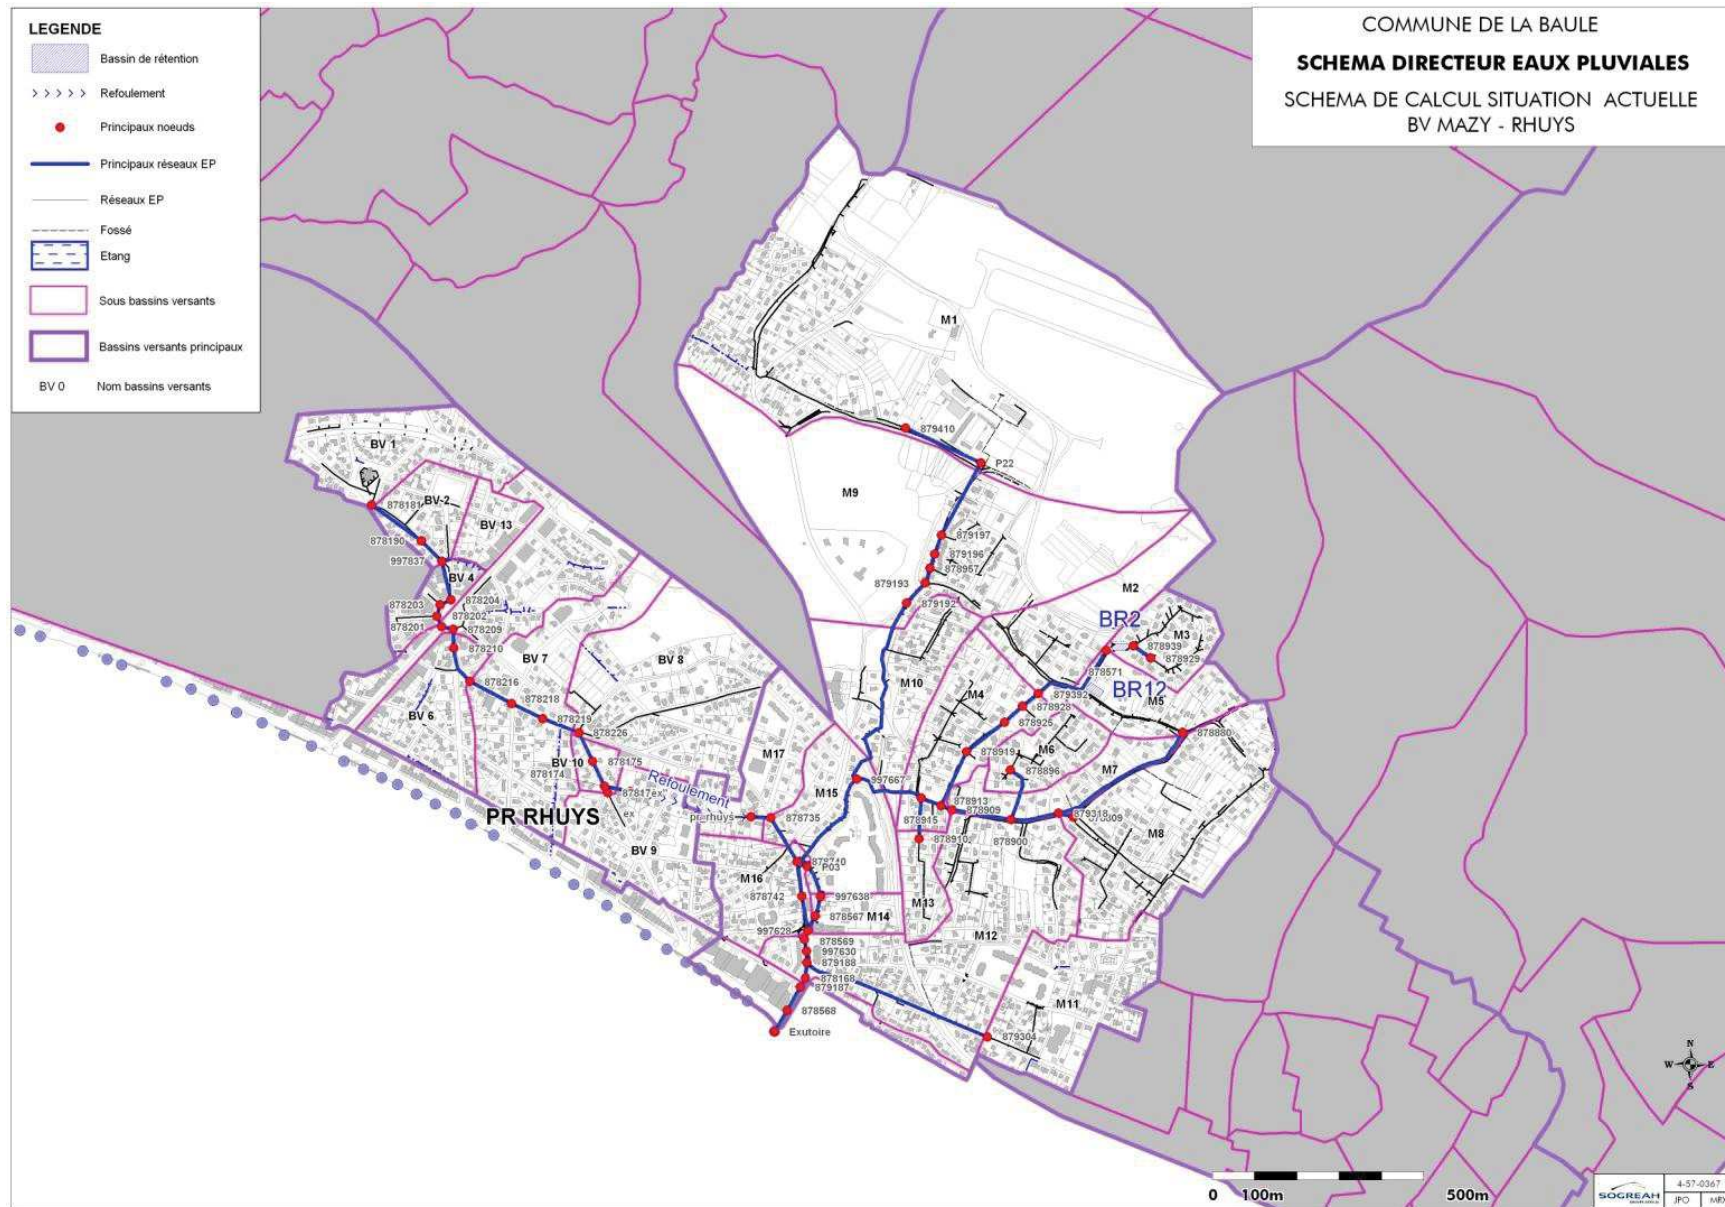 LEGENDE
Bassin de rétention
Refoulement
Principaux noeuds
Principaux réseaux EP
Réseaux EP
Fossé
Etang
Sous bassins versants
Bassins versants principaux
BV 0 Nom bassins versants
COMMUNE DE LA BAULE
SCHEMA DIRECTEUR EAUX PLUVIALES
SCHEMA DE CALCUL SITUATION ACTUELLE
BV MAZY - RHUYS
M1
879410
P22
BV 1
M9
BV-2
878181
BV 13
878190
997837
879197
879196
878957
879193
879192
M2
BV 4
878204
878203
878202
878201
878209
878210
BR2
M3
878939
878929
878571
BR12
M5
BV 7
BV 8
878216
M10
M4
879392
878928
878925
878218
BV 6
878219
878226
878880
878919
M6
878896
M7
M17
BV 10
878175
878174
Refoulement
M15
997667
87817ex
ex
PR RHUYS
pr_rhuys
878735
878913
878909
878915
879318
878900
M8
878910
BV 9
878740
P03
M16
878742
997638
878567
M14
M13
M12
997628
878569
997630
879188
878168
879187
M11
878568
Exutoire
879304
N
W E
S
0 100m 500m
SOGREAH
4-57-0367
JPO